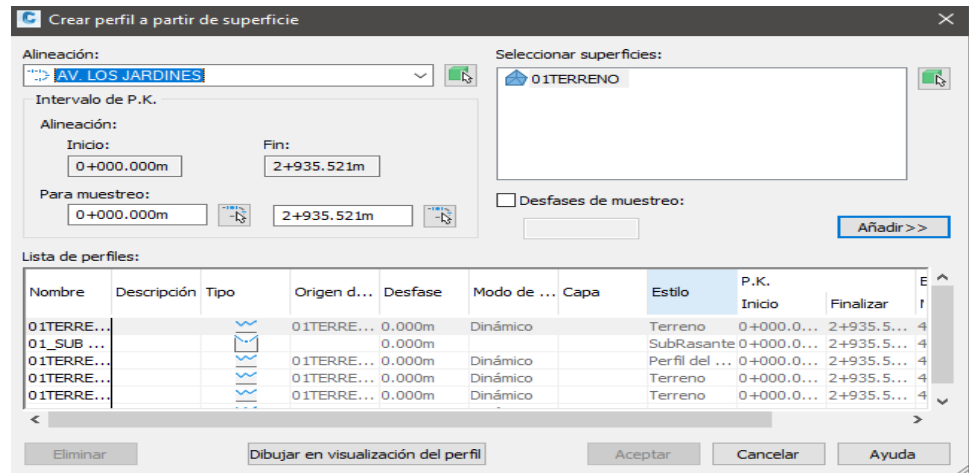 Crear perfil a partir de superficie
Alineación:
AV. LOS JARDINES
Seleccionar superficies:
01TERRENO
Intervalo de P.K.
Alineación:
Inicio: Fin:
0+000.000m 2+935.521m
Para muestreo:
0+000.000m 2+935.521m
Desfases de muestreo:
Añadir>>
Lista de perfiles:
Nombre Descripción Tipo Origen d... Desfase Modo de ... Capa Estilo P.K.
Inicio Finalizar
01TERRE... 01TERRE... 0.000m Dinámico Terreno 0+000.0... 2+935.5... 4
01_SUB ... 0.000m SubRasante 0+000.0... 2+935.5... 4
01TERRE... 01TERRE... 0.000m Dinámico Perfil del ... 0+000.0... 2+935.5... 4
01TERRE... 01TERRE... 0.000m Dinámico Terreno 0+000.0... 2+935.5... 4
01TERRE... 01TERRE... 0.000m Dinámico Terreno 0+000.0... 2+935.5... 4
Eliminar Dibujar en visualización del perfil Aceptar Cancelar Ayuda